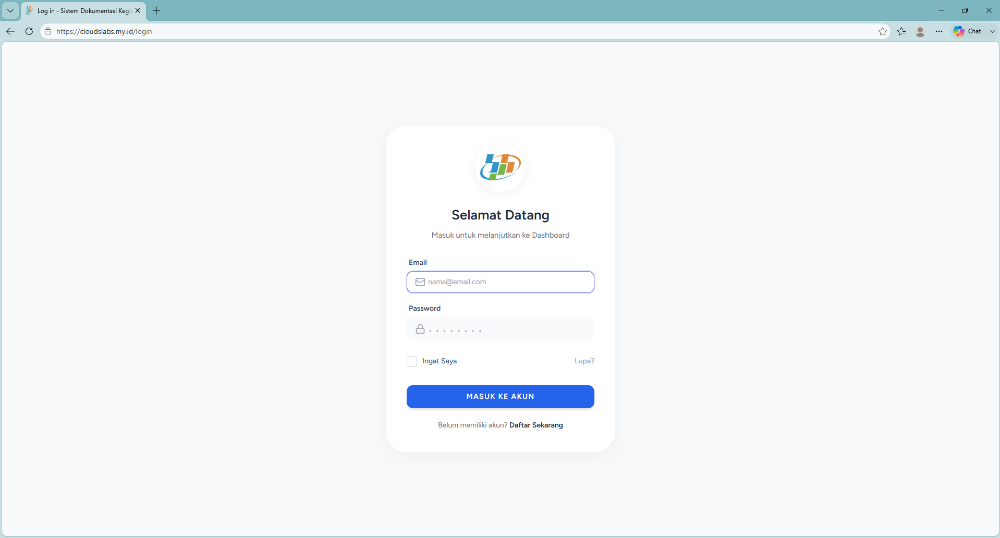 Log in - Sistem Dokumentasi Kegia
https://cloudslabs.my.id/login
Chat
Selamat Datang
Masuk untuk melanjutkan ke Dashboard
Email
nama@email.com
Password
Ingat Saya
Lupa?
MASUK KE AKUN
Belum memiliki akun? Daftar Sekarang